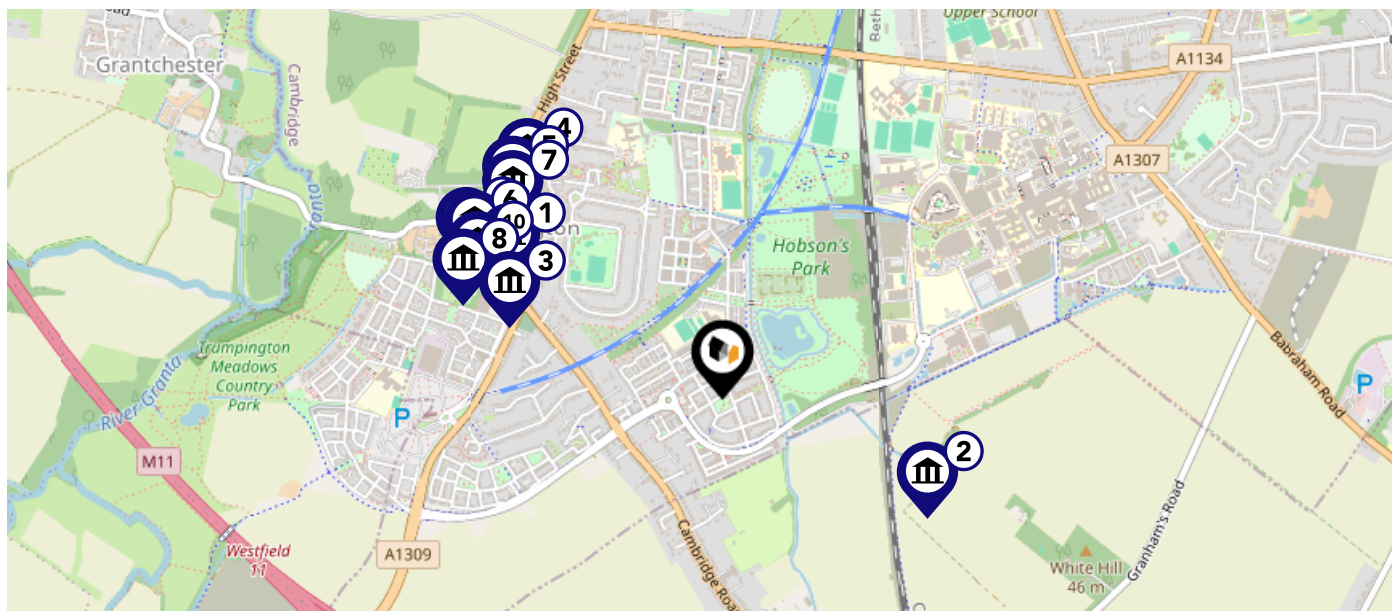 Upper School
Beth
Grantchester
Cambridge
High Street
A1134
A1307
4
5
7
6
10
1
8
3
ton
Hobson's
Park
Trumpington
Meadows
Country
Park
River Granta
P
P
M11
Babraham Road
2
Westfield
11
A1309
Cambridge Road
Granham's Road
White Hill
46 m